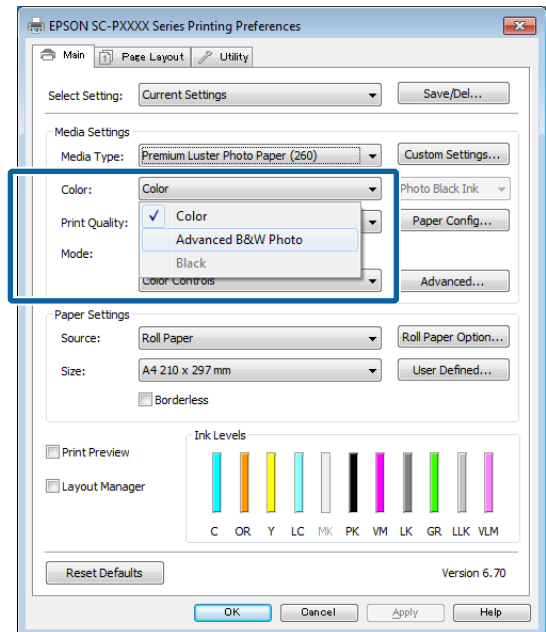 EPSON SC-PXXXX Series Printing Preferences
Main Page Layout Utility
Select Setting: Current Settings Save/Del...
Media Settings
Media Type: Premium Luster Photo Paper (260) Custom Settings...
Color: Color Photo Black Ink
Print Quality: Paper Config...
Color
Advanced B&W Photo
Black
Mode:
Color Controls Advanced...
Paper Settings
Source: Roll Paper Roll Paper Option...
Size: A4 210 x 297 mm User Defined...
Borderless
Print Preview
Layout Manager
Ink Levels
C OR Y LC MK PK VM LK GR LLK VLM
Reset Defaults Version 6.70
OK Cancel Apply Help